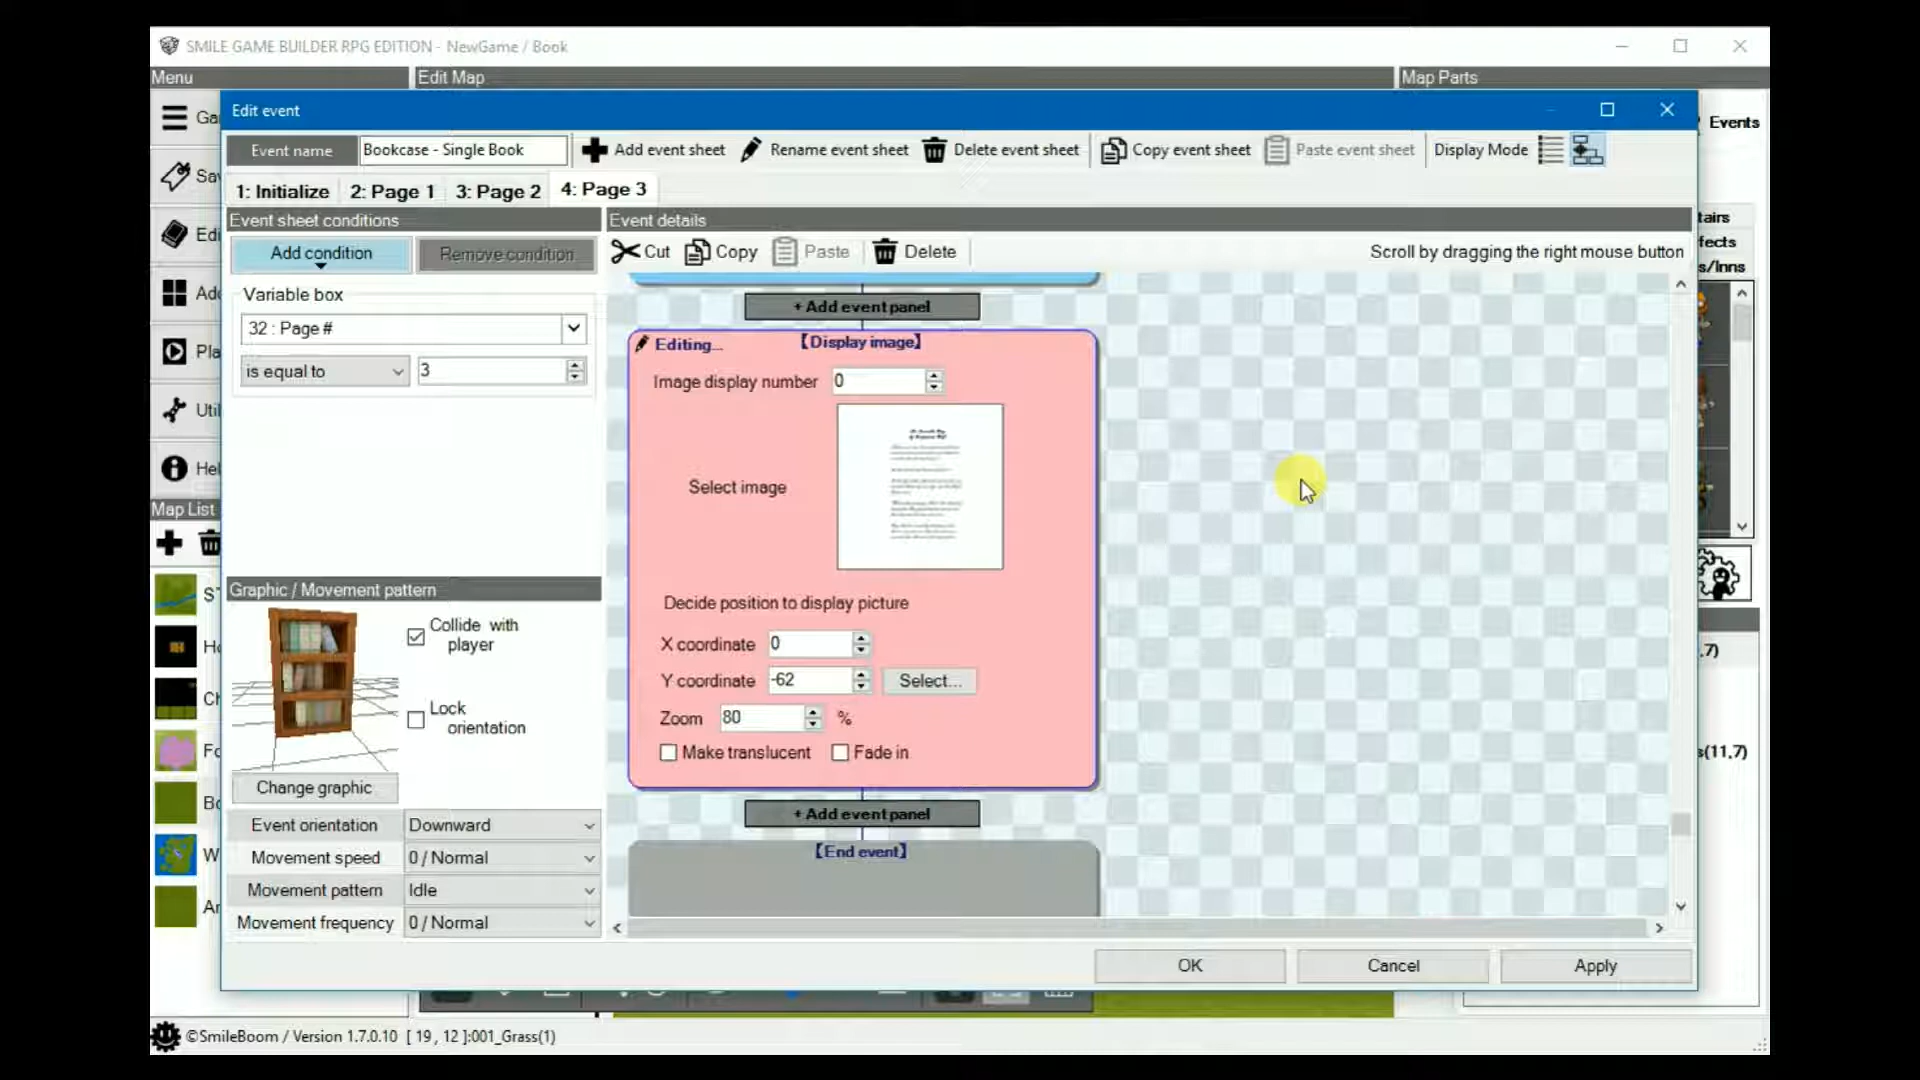 SMILE GAME BUILDER RPG EDITION - NewGame / Book
Menu
Edit Map
Map Parts
Edit event
Events
Event name
Bookcase - Single Book
Add event sheet
Rename event sheet
Delete event sheet
Copy event sheet
Paste event sheet
Display Mode
1: Initialize
2: Page 1
3: Page 2
4: Page 3
Event sheet conditions
Event details
Add condition
Remove condition
Cut
Copy
Paste
Delete
Scroll by dragging the right mouse button
Variable box
32 : Page #
is equal to
3
+ Add event panel
Editing...
【Display image】
Image display number
0
Select image
Decide position to display picture
X coordinate
0
Y coordinate
-62
Select...
Zoom
80
%
Make translucent
Fade in
+ Add event panel
【End event】
Graphic / Movement pattern
Collide with
player
Lock
orientation
Change graphic
Event orientation
Downward
Movement speed
0 / Normal
Movement pattern
Idle
Movement frequency
0 / Normal
OK
Cancel
Apply
Map List
s/Inns
.7)
s(11,7)
©SmileBoom / Version 1.7.0.10 [ 19 , 12 ]:001_Grass(1)